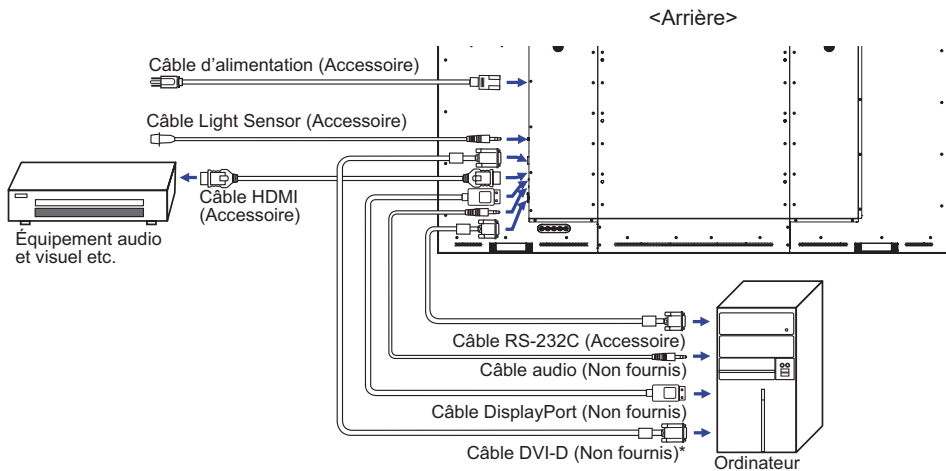 <Arrière>
Câble d'alimentation (Accessoire)
Câble Light Sensor (Accessoire)
Câble HDMI
(Accessoire)
Équipement audio
et visuel etc.
Câble RS-232C (Accessoire)
Câble audio (Non fournis)
Câble DisplayPort (Non fournis)
Câble DVI-D (Non fournis)*
Ordinateur